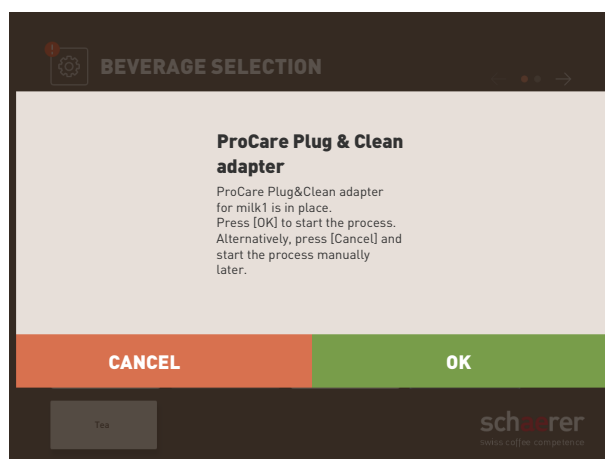 !
BEVERAGE SELECTION
ProCare Plug & Clean
adapter
ProCare Plug&Clean adapter
for milk1 is in place.
Press [OK] to start the process.
Alternatively, press [Cancel] and
start the process manually
later.
CANCEL
OK
Tea
schaerer
swiss coffee competence